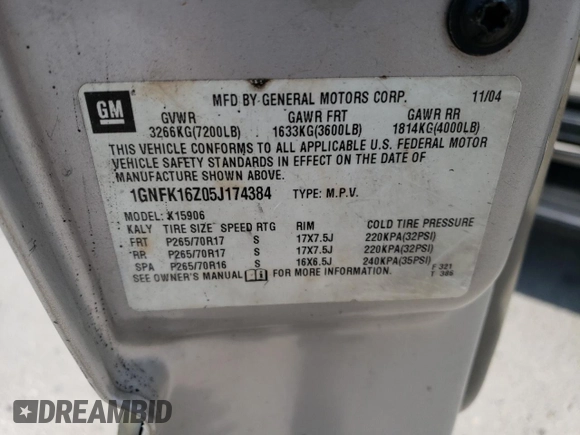 GM
MFD BY GENERAL MOTORS CORP. 11/04
GVWR GAWR FRT GAWR RR
3266KG(7200LB) 1633KG(3600LB) 1814KG(4000LB)
THIS VEHICLE CONFORMS TO ALL APPLICABLE U.S. FEDERAL MOTOR
VEHICLE SAFETY STANDARDS IN EFFECT ON THE DATE OF
MANUFACTURE SHOWN ABOVE.
1GNFK16Z05J174384 TYPE: M.P.V.
MODEL: K15906
KALY TIRE SIZE SPEED RTG RIM COLD TIRE PRESSURE
FRT P265/70R17 S 17X7.5J 220KPA(32PSI)
RR P265/70R17 S 17X7.5J 220KPA(32PSI)
SPA P265/70R16 S 16X6.5J 240KPA(35PSI)
SEE OWNER'S MANUAL FOR MORE INFORMATION. F 321
T 386
DREAMBID